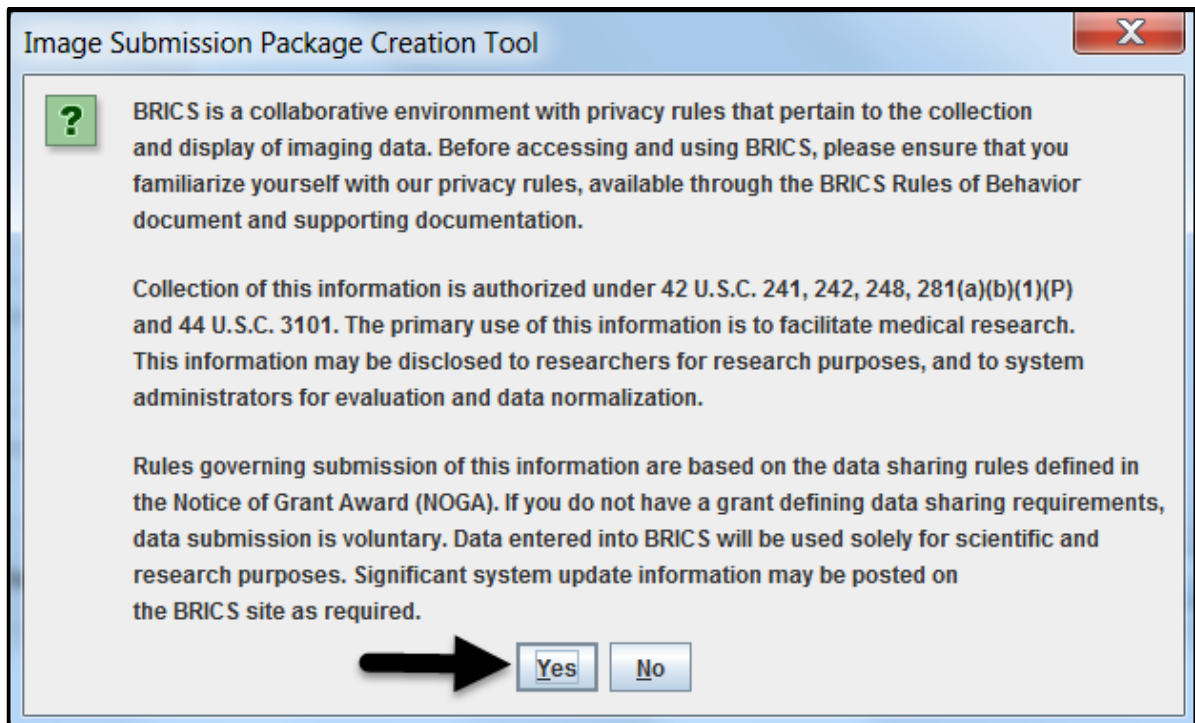 Image Submission Package Creation Tool
X
?
BRICS is a collaborative environment with privacy rules that pertain to the collection
and display of imaging data. Before accessing and using BRICS, please ensure that you
familiarize yourself with our privacy rules, available through the BRICS Rules of Behavior
document and supporting documentation.
Collection of this information is authorized under 42 U.S.C. 241, 242, 248, 281(a)(b)(1)(P)
and 44 U.S.C. 3101. The primary use of this information is to facilitate medical research.
This information may be disclosed to researchers for research purposes, and to system
administrators for evaluation and data normalization.
Rules governing submission of this information are based on the data sharing rules defined in
the Notice of Grant Award (NOGA). If you do not have a grant defining data sharing requirements,
data submission is voluntary. Data entered into BRICS will be used solely for scientific and
research purposes. Significant system update information may be posted on
the BRICS site as required.
Yes No